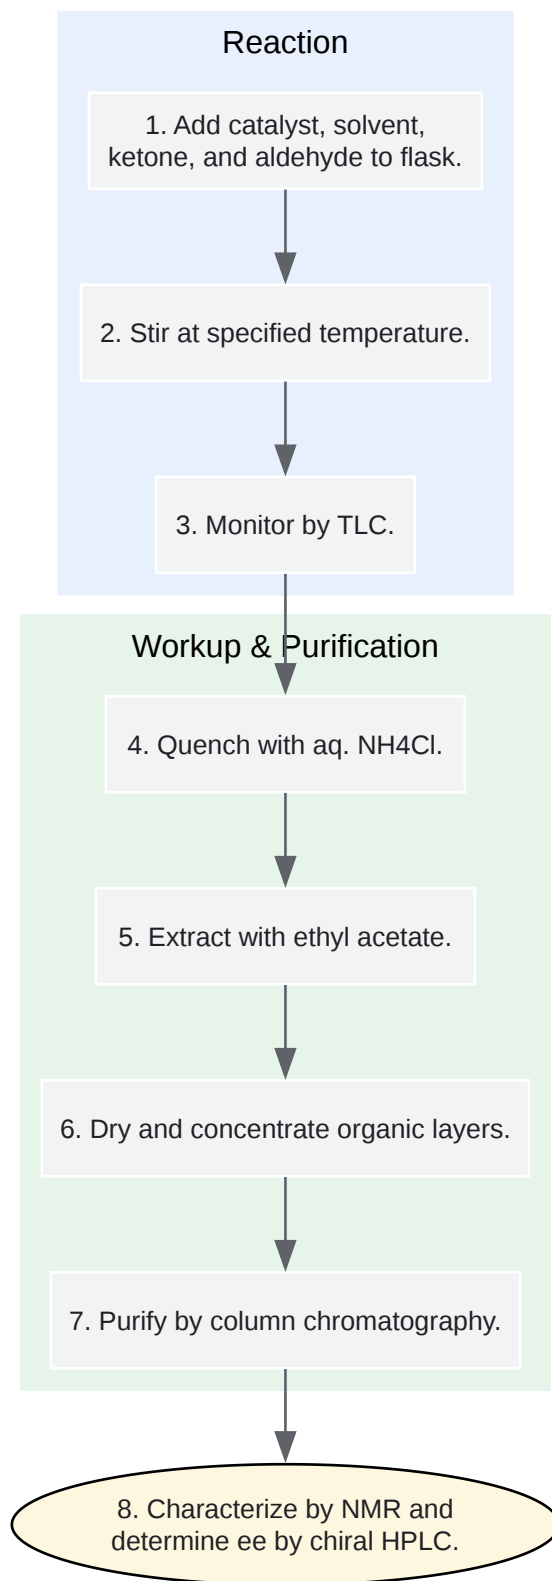 Reaction
1. Add catalyst, solvent,
ketone, and aldehyde to flask.
2. Stir at specified temperature.
3. Monitor by TLC.
Workup & Purification
4. Quench with aq. NH4Cl.
5. Extract with ethyl acetate.
6. Dry and concentrate organic layers.
7. Purify by column chromatography.
8. Characterize by NMR and
determine ee by chiral HPLC.